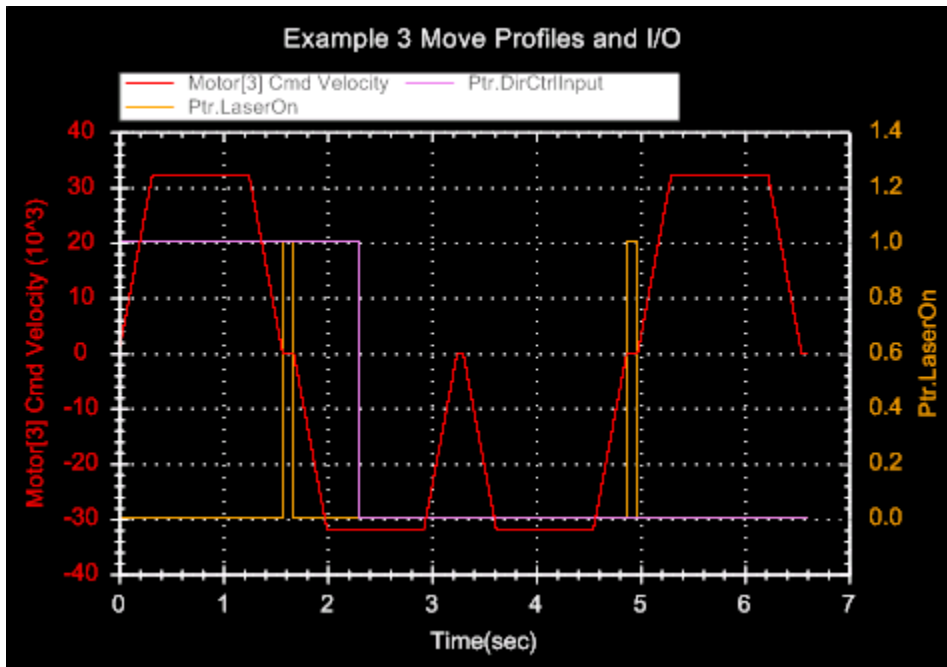 Example 3 Move Profiles and I/O
Motor[3] Cmd Velocity Ptr.DirCtrlInput
Ptr.LaserOn
40 1.4
30 1.2
20 1.0
10 0.8
0 0.6
-10 0.4
-20 0.2
-30 0.0
-40
Motor[3] Cmd Velocity (10^3)
Ptr.LaserOn
0 1 2 3 4 5 6 7
Time(sec)